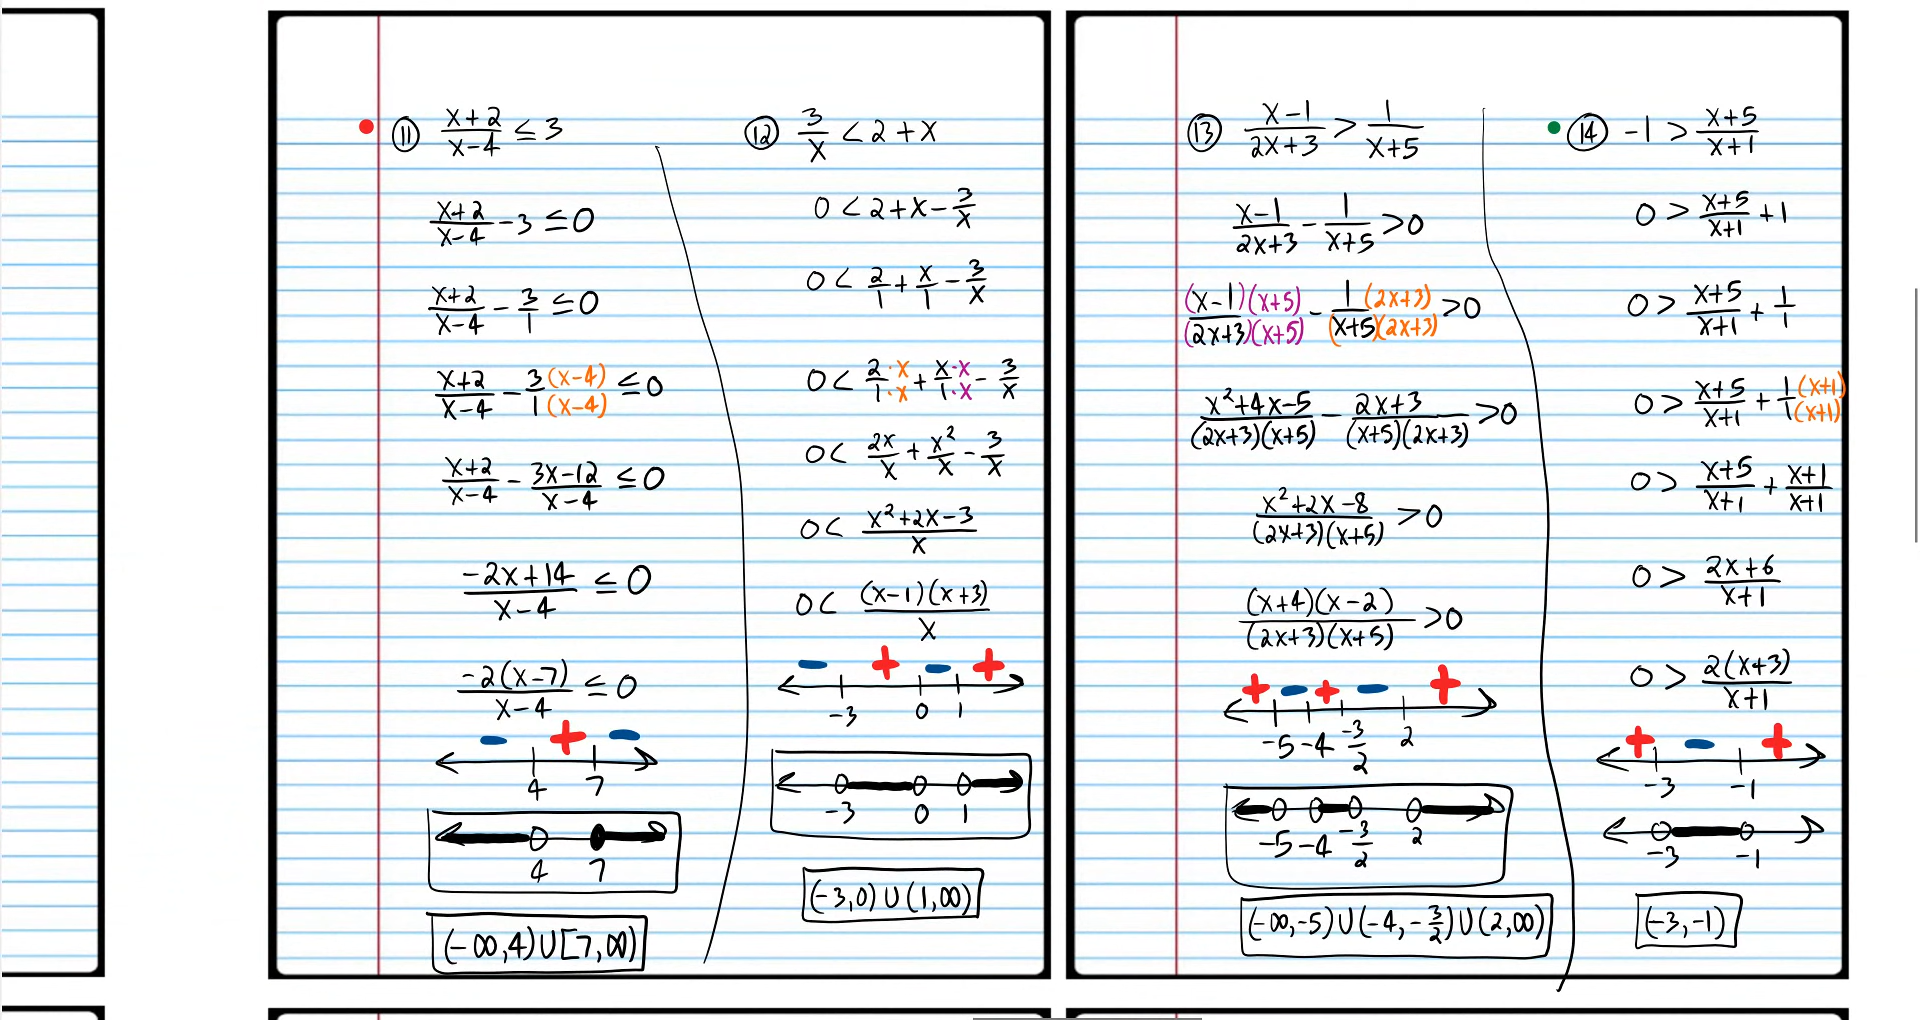 ⑪ (x+2)/(x-4) ≤ 3
(x+2)/(x-4) - 3 ≤ 0
(x+2)/(x-4) - 3/1 ≤ 0
(x+2)/(x-4) - 3(x-4)/1(x-4) ≤ 0
(x+2)/(x-4) - (3x-12)/(x-4) ≤ 0
(-2x+14)/(x-4) ≤ 0
-2(x-7)/(x-4) ≤ 0
- + -
4 7
4 7
(-∞,4)∪[7,∞)
⑫ 3/x < 2+x
0 < 2+x-3/x
0 < 2/1 + x/1 - 3/x
0 < 2·x/1·x + x·x/1·x - 3/x
0 < 2x/x + x²/x - 3/x
0 < (x²+2x-3)/x
0 < (x-1)(x+3)/x
- + - +
-3 0 1
-3 0 1
(-3,0)∪(1,∞)
⑬ (x-1)/(2x+3) > 1/(x+5)
(x-1)/(2x+3) - 1/(x+5) > 0
(x-1)(x+5)/(2x+3)(x+5) - 1(2x+3)/(x+5)(2x+3) > 0
(x²+4x-5)/(2x+3)(x+5) - (2x+3)/(x+5)(2x+3) > 0
(x²+2x-8)/(2x+3)(x+5) > 0
(x+4)(x-2)/(2x+3)(x+5) > 0
+ - + - +
-5 -4 -3/2 2
-5 -4 -3/2 2
(-∞,-5)∪(-4,-3/2)∪(2,∞)
⑭ -1 > (x+5)/(x+1)
0 > (x+5)/(x+1) + 1
0 > (x+5)/(x+1) + 1/1
0 > (x+5)/(x+1) + 1(x+1)/1(x+1)
0 > (x+5)/(x+1) + (x+1)/(x+1)
0 > (2x+6)/(x+1)
0 > 2(x+3)/(x+1)
+ - +
-3 -1
-3 -1
(-3,-1)